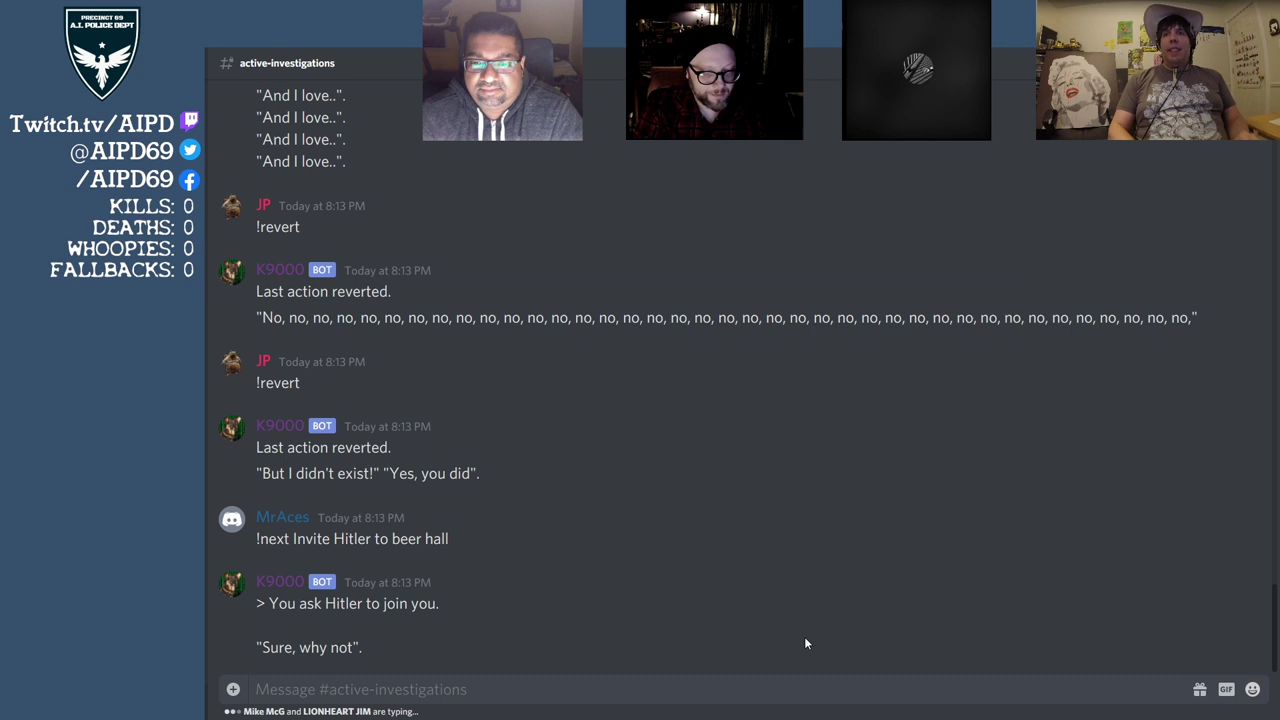 PRECINCT 69
A.I. POLICE DEPT
Twitch.tv/AIPD
@AIPD69
/AIPD69
KILLS: 0
DEATHS: 0
WHOOPIES: 0
FALLBACKS: 0
active-investigations
"And I love..".
"And I love..".
"And I love..".
"And I love..".
JP Today at 8:13 PM
!revert
K9000 BOT Today at 8:13 PM
Last action reverted.
"No, no, no, no, no, no, no, no, no, no, no, no, no, no, no, no, no, no, no, no, no, no, no, no, no, no, no, no, no, no, no, no, no, no, no, no, no, no, no,"
JP Today at 8:13 PM
!revert
K9000 BOT Today at 8:13 PM
Last action reverted.
"But I didn't exist!" "Yes, you did".
MrAces Today at 8:13 PM
!next Invite Hitler to beer hall
K9000 BOT Today at 8:13 PM
> You ask Hitler to join you.
"Sure, why not".
Message #active-investigations
GIF
Mike McG and LIONHEART JIM are typing...